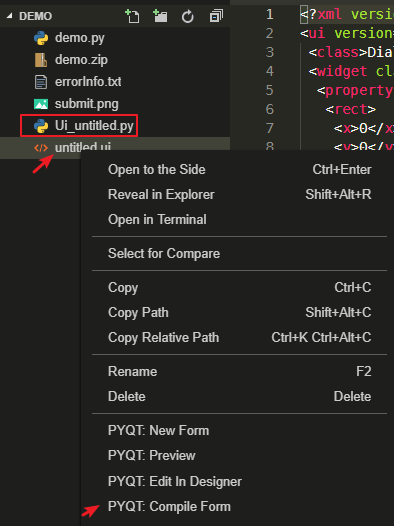 DEMO
demo.py
demo.zip
errorInfo.txt
submit.png
Ui_untitled.py
untitled.ui
1 <?xml versi
2 <ui version=
3 <class>Dia
4 <widget cla
5 <property
6 <rect>
7 <x>0</x
8 <y>0</y
Open to the Side Ctrl+Enter
Reveal in Explorer Shift+Alt+R
Open in Terminal
Select for Compare
Copy Ctrl+C
Copy Path Shift+Alt+C
Copy Relative Path Ctrl+K Ctrl+Alt+C
Rename F2
Delete Delete
PYQT: New Form
PYQT: Preview
PYQT: Edit In Designer
PYQT: Compile Form